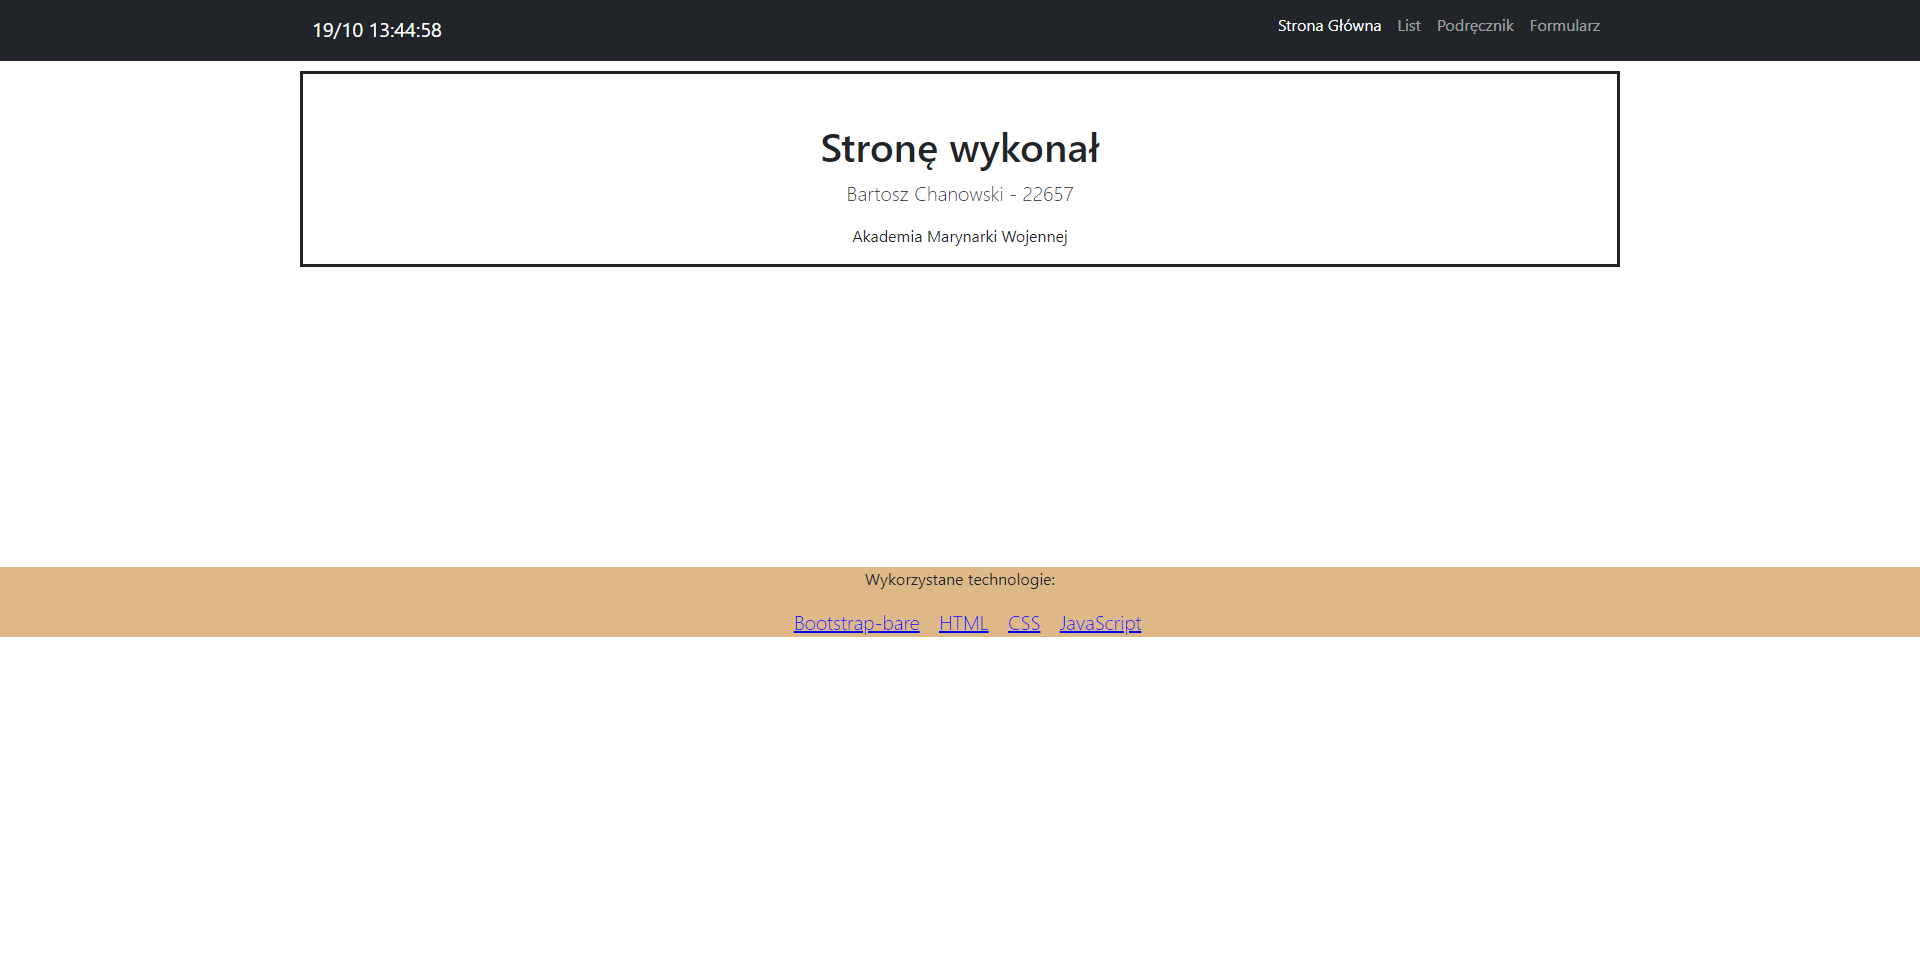 19/10 13:44:58
Strona Główna List Podręcznik Formularz
Stronę wykonał
Bartosz Chanowski - 22657
Akademia Marynarki Wojennej
Wykorzystane technologie:
Bootstrap-bare HTML CSS JavaScript